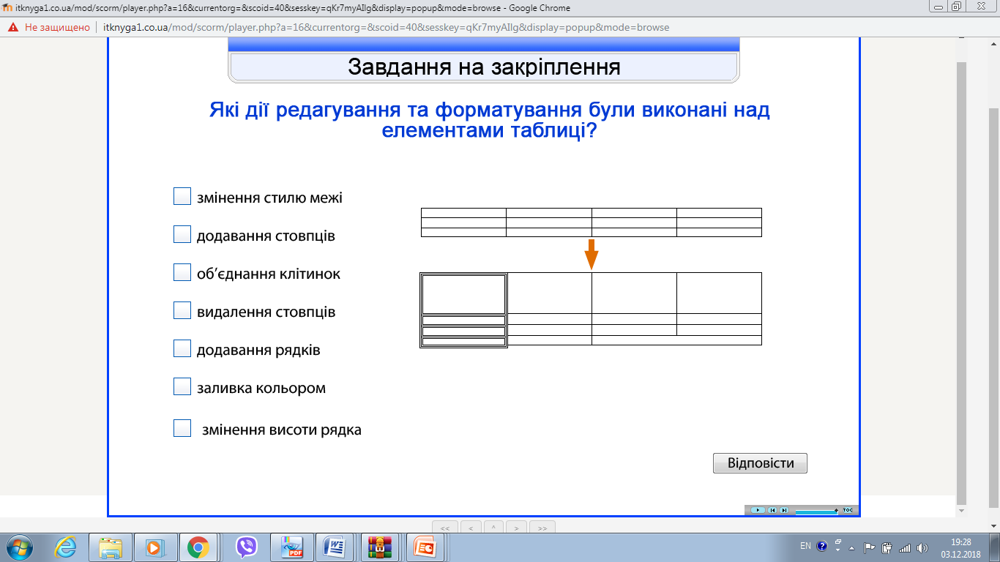 itknyga1.co.ua/mod/scorm/player.php?a=16&currentorg=&scoid=40&sesskey=qKr7myAIlg&display=popup&mode=browse - Google Chrome
Не защищено itknyga1.co.ua/mod/scorm/player.php?a=16&currentorg=&scoid=40&sesskey=qKr7myAIlg&display=popup&mode=browse
Завдання на закріплення
Які дії редагування та форматування були виконані над
елементами таблиці?
змінення стилю межі
додавання стовпців
об’єднання клітинок
видалення стовпців
додавання рядків
заливка кольором
змінення висоти рядка
Відповісти
TOC
<< < ^ > >>
PDF
EN
19:28
03.12.2018